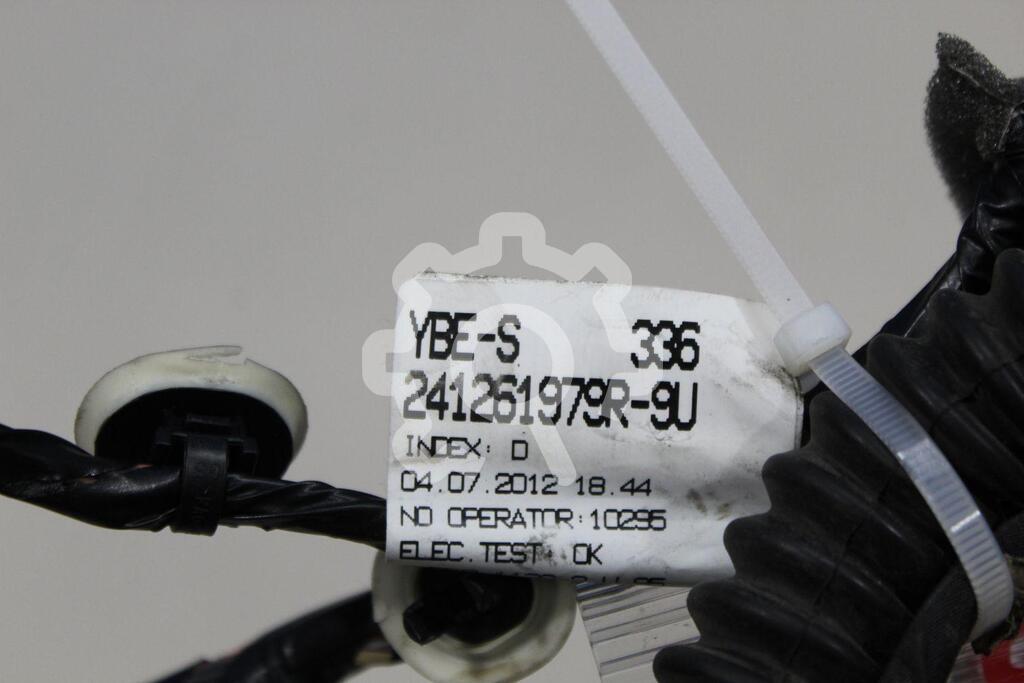 YBE-S 336
241261979R-9U
INDEX: D
04.07.2012 18.44
NO OPERATOR:10295
ELEC.TEST: OK